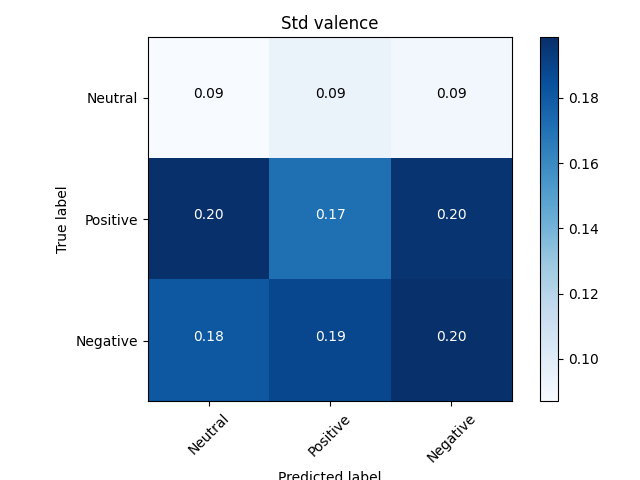 Std valence
True label
Neutral 0.09 0.09 0.09
Positive 0.20 0.17 0.20
Negative 0.18 0.19 0.20
Neutral Positive Negative
Predicted label
0.18
0.16
0.14
0.12
0.10